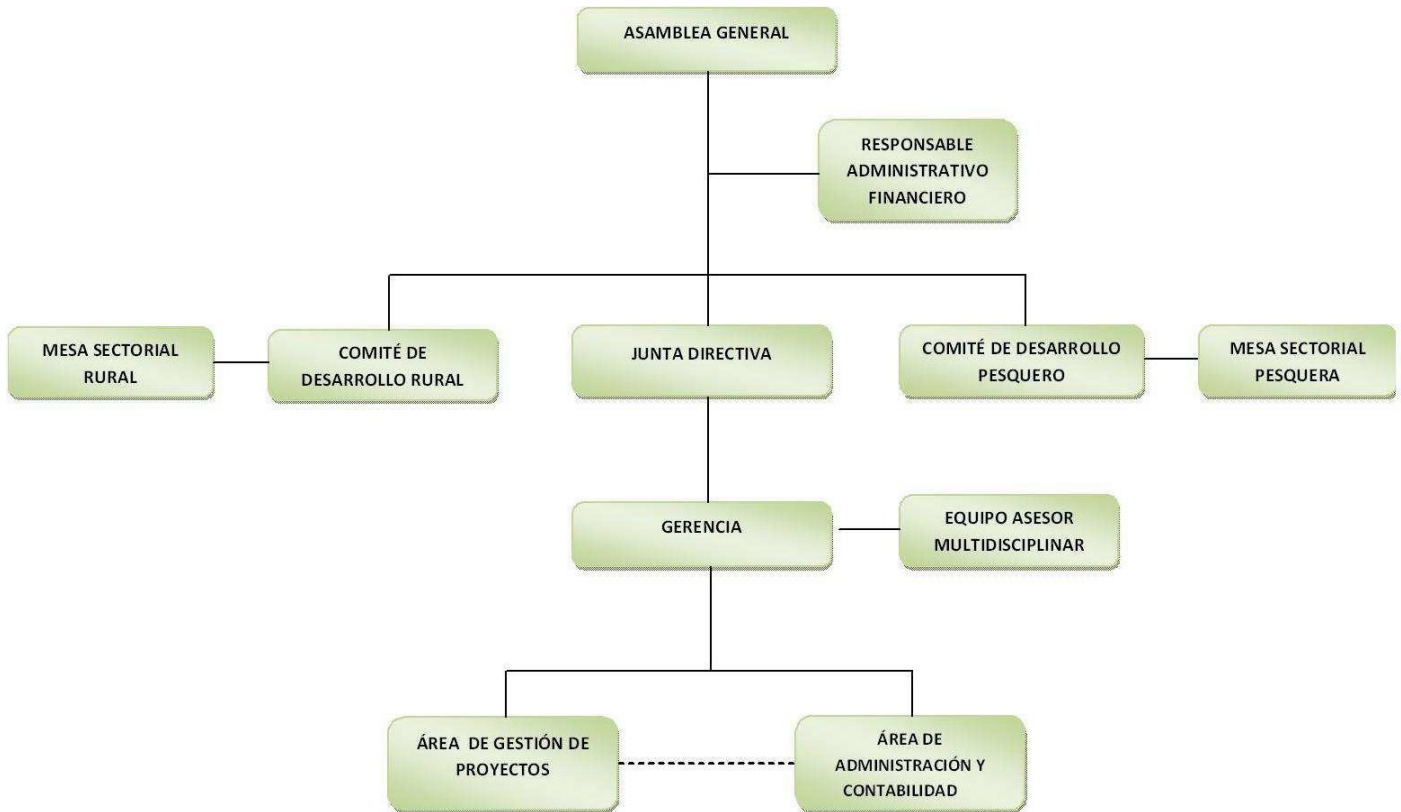 ASAMBLEA GENERAL
RESPONSABLE
ADMINISTRATIVO
FINANCIERO
MESA SECTORIAL
RURAL
COMITÉ DE
DESARROLLO RURAL
JUNTA DIRECTIVA
COMITÉ DE DESARROLLO
PESQUERO
MESA SECTORIAL
PESQUERA
GERENCIA
EQUIPO ASESOR
MULTIDISCIPLINAR
ÁREA DE GESTIÓN DE
PROYECTOS
ÁREA DE
ADMINISTRACIÓN Y
CONTABILIDAD